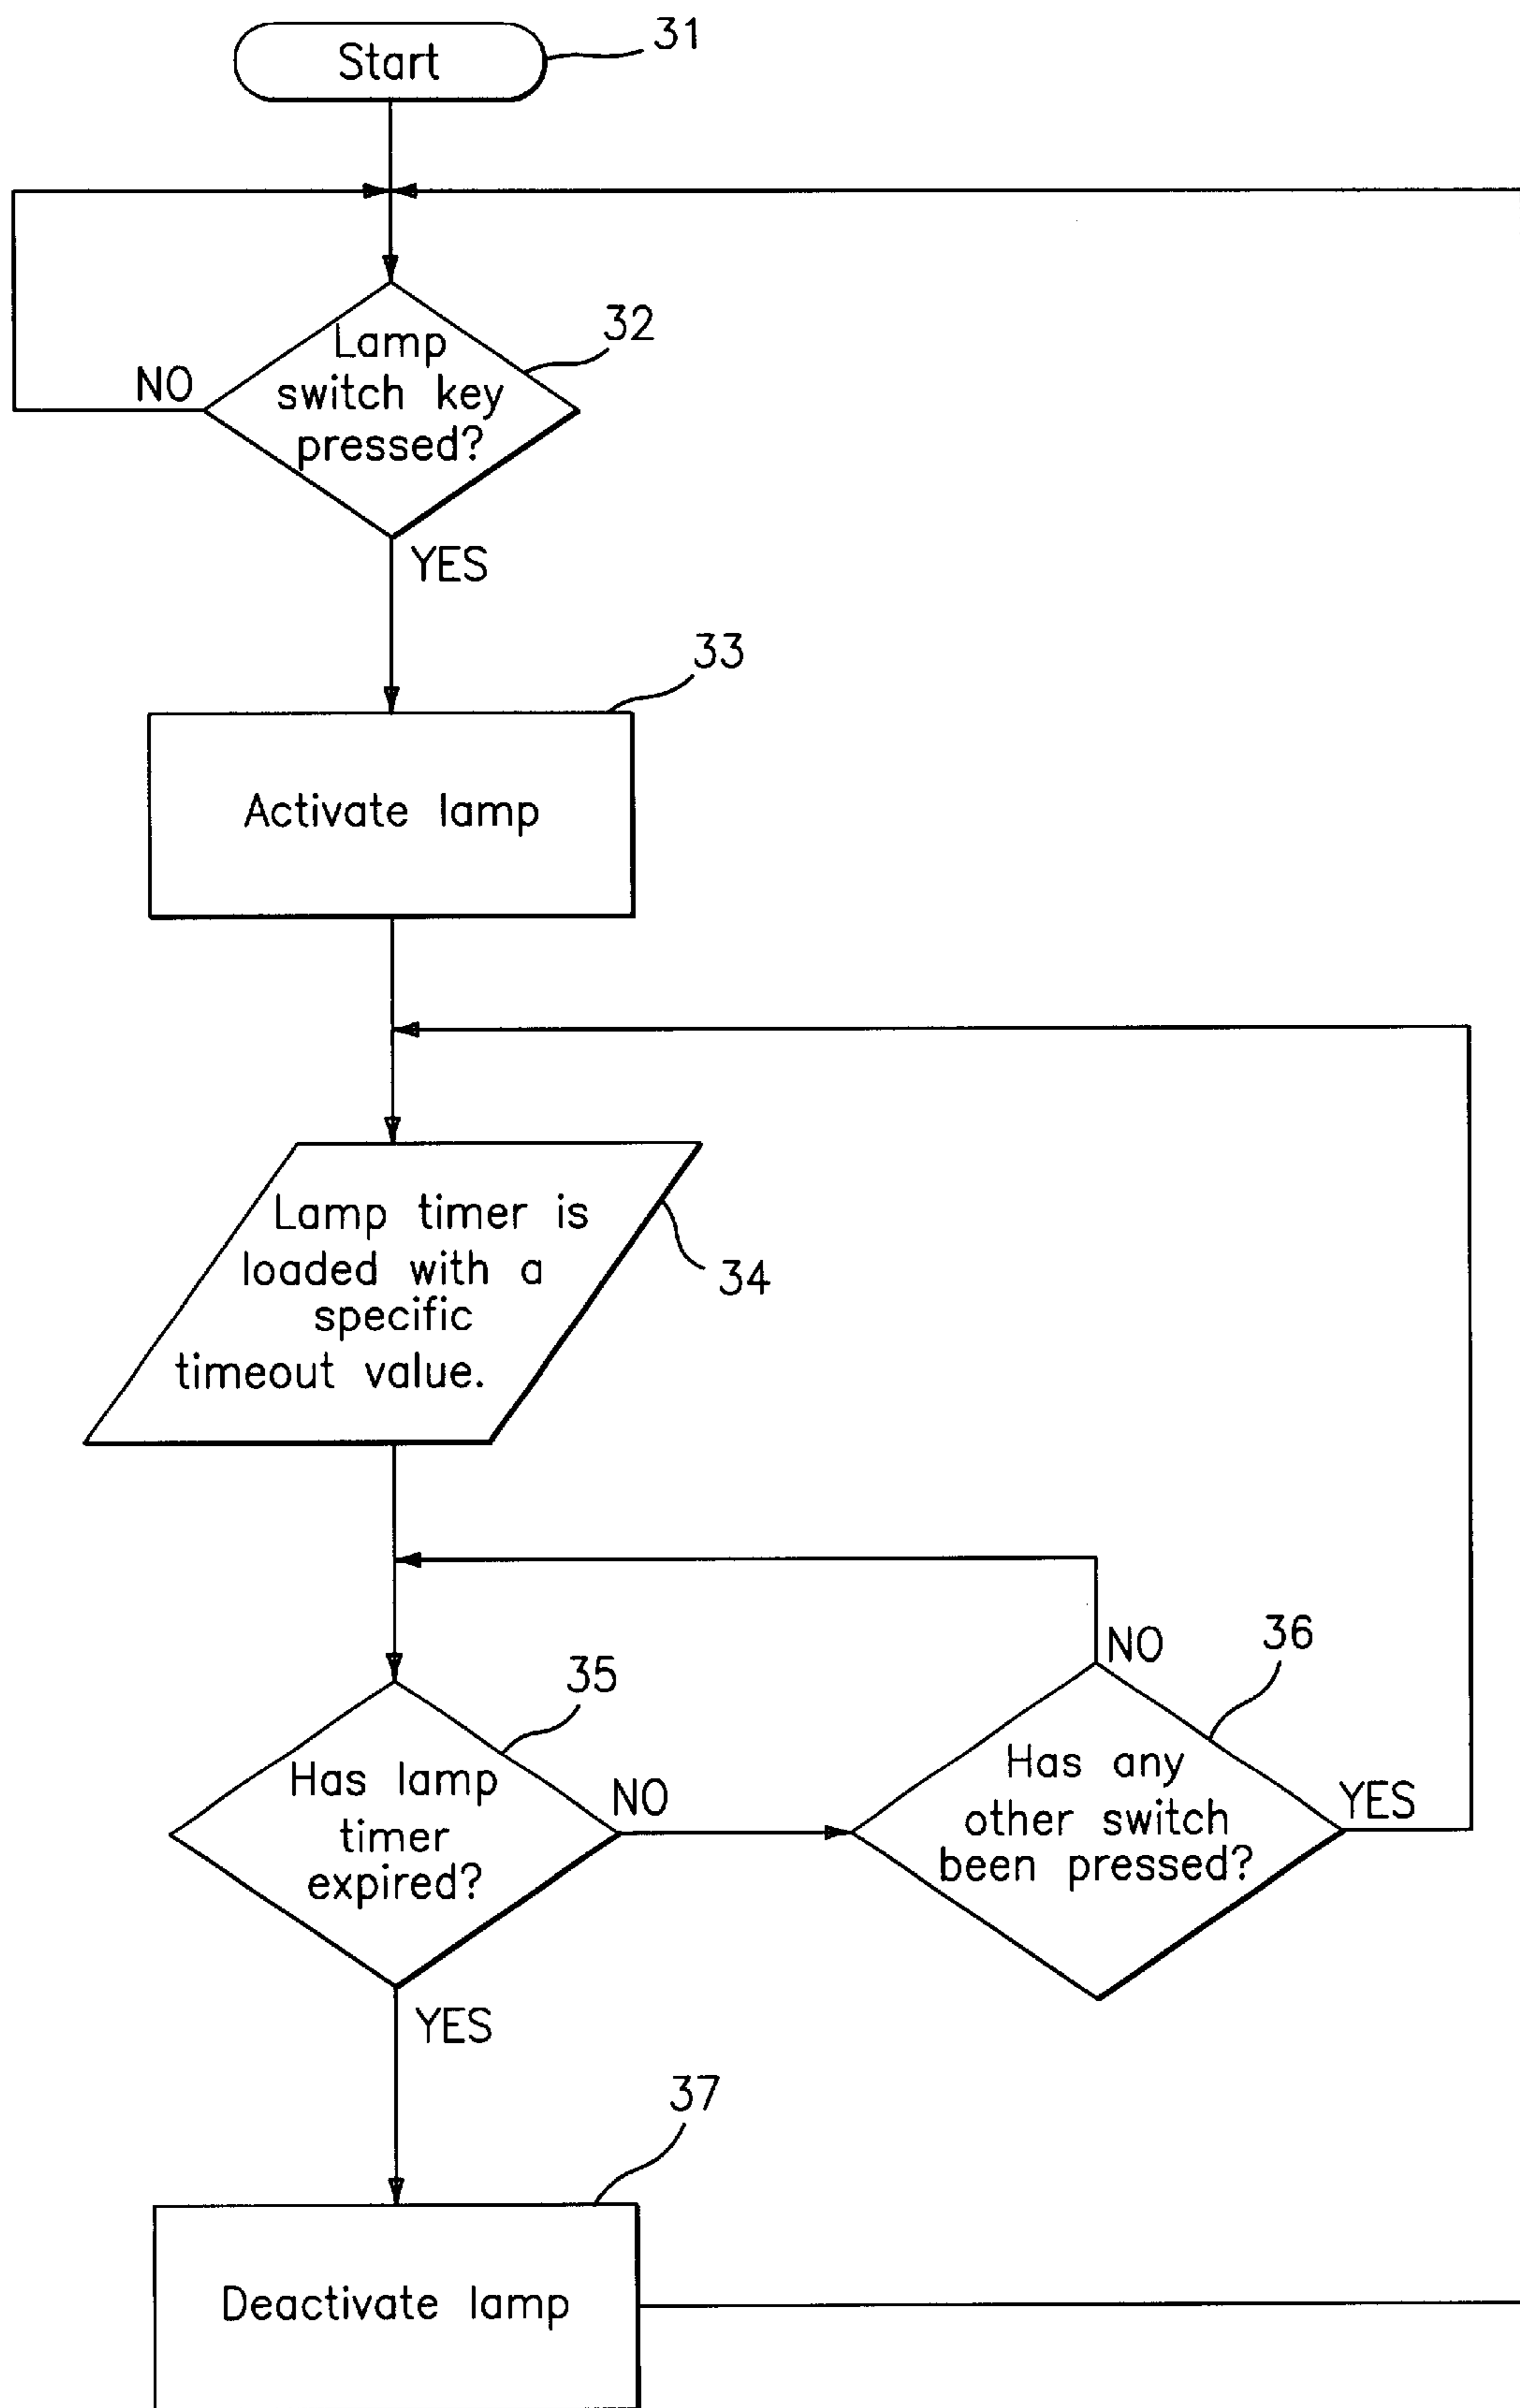 Start
31
Lamp
switch key
pressed?
32
NO
YES
33
Activate lamp
Lamp timer is
loaded with a
specific
timeout value.
34
Has lamp
timer
expired?
35
NO
Has any
other switch
been pressed?
36
NO
YES
YES
37
Deactivate lamp